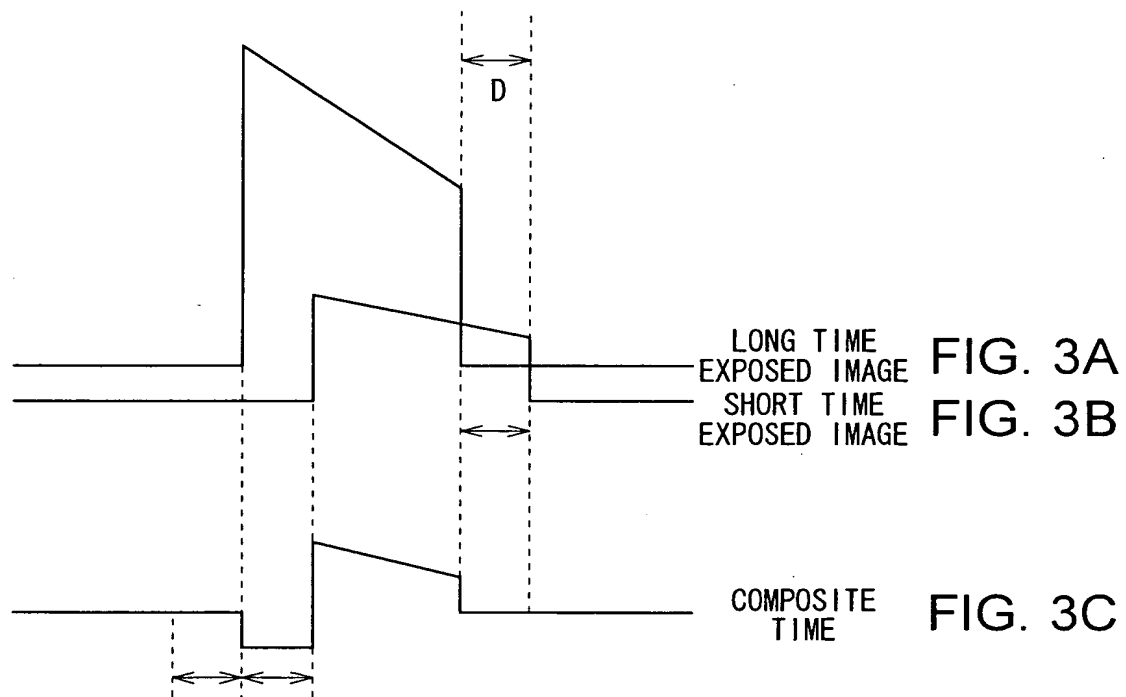 D
LONG TIME
EXPOSED IMAGE
FIG. 3A
SHORT TIME
EXPOSED IMAGE
FIG. 3B
COMPOSITE
TIME
FIG. 3C